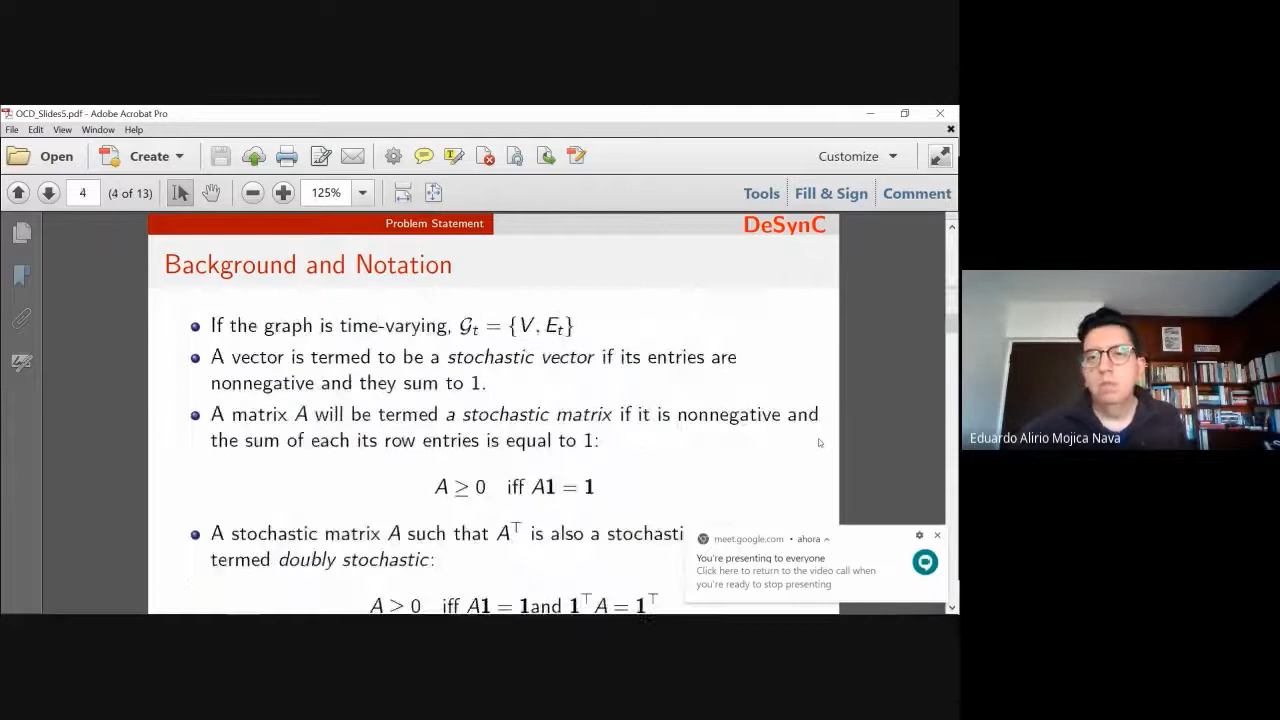 OCD_Slides5.pdf - Adobe Acrobat Pro
File Edit View Window Help
Open Create Customize
4 (4 of 13) 125% Tools Fill & Sign Comment
Problem Statement DeSynC
Background and Notation
If the graph is time-varying, 𝒢ₜ = {V, Eₜ}
A vector is termed to be a stochastic vector if its entries are
nonnegative and they sum to 1.
A matrix A will be termed a stochastic matrix if it is nonnegative and
the sum of each its row entries is equal to 1:
A ≥ 0 iff A1 = 1
A stochastic matrix A such that A⊤ is also a stochasti
termed doubly stochastic:
A ≥ 0 iff A1 = 1and 1⊤A = 1⊤
meet.google.com • ahora
You're presenting to everyone
Click here to return to the video call when
you're ready to stop presenting
Eduardo Alirio Mojica Nava